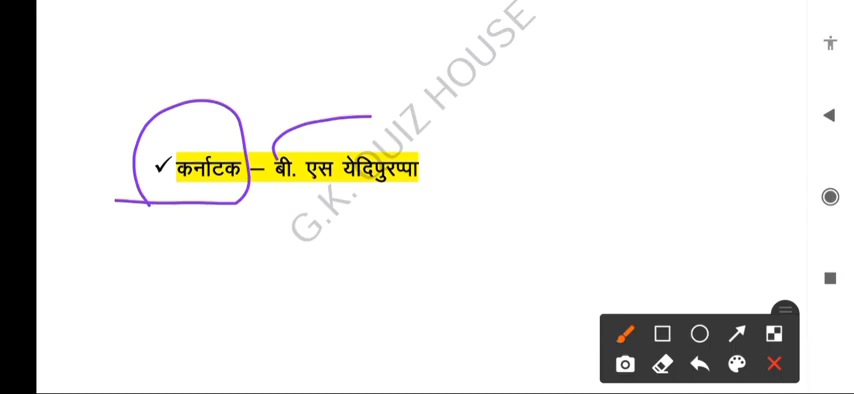 G.K. QUIZ HOUSE
✓ कर्नाटक – बी. एस येदिपुरप्पा